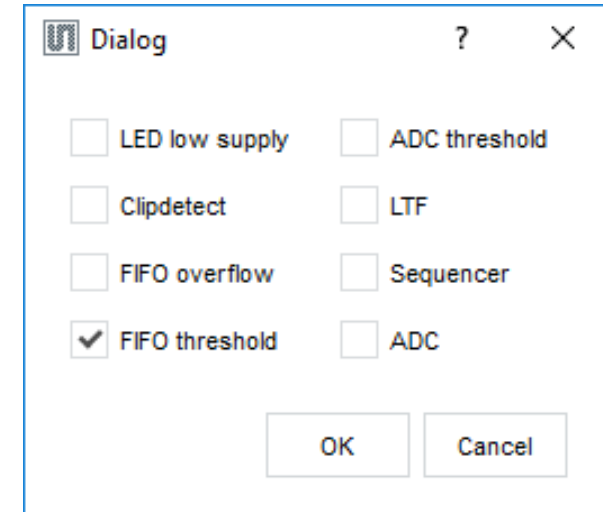 Dialog ?
LED low supply ADC threshold
Clipdetect LTF
FIFO overflow Sequencer
FIFO threshold ADC
OK Cancel